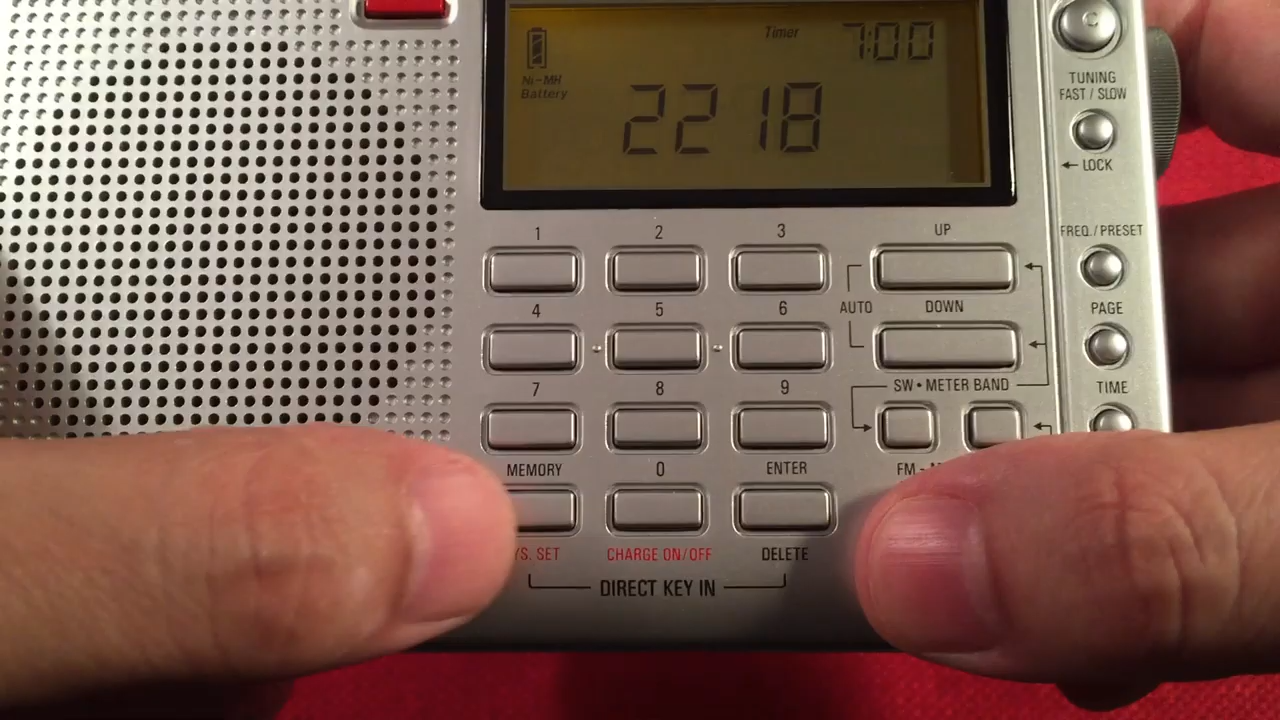 Timer 7:00
Ni-MH
Battery
2218
TUNING
FAST / SLOW
← LOCK
1 2 3 UP
FREQ./PRESET
4 5 6 AUTO DOWN
PAGE
7 8 9 SW • METER BAND
TIME
MEMORY 0 ENTER FM
SET CHARGE ON/OFF DELETE
DIRECT KEY IN